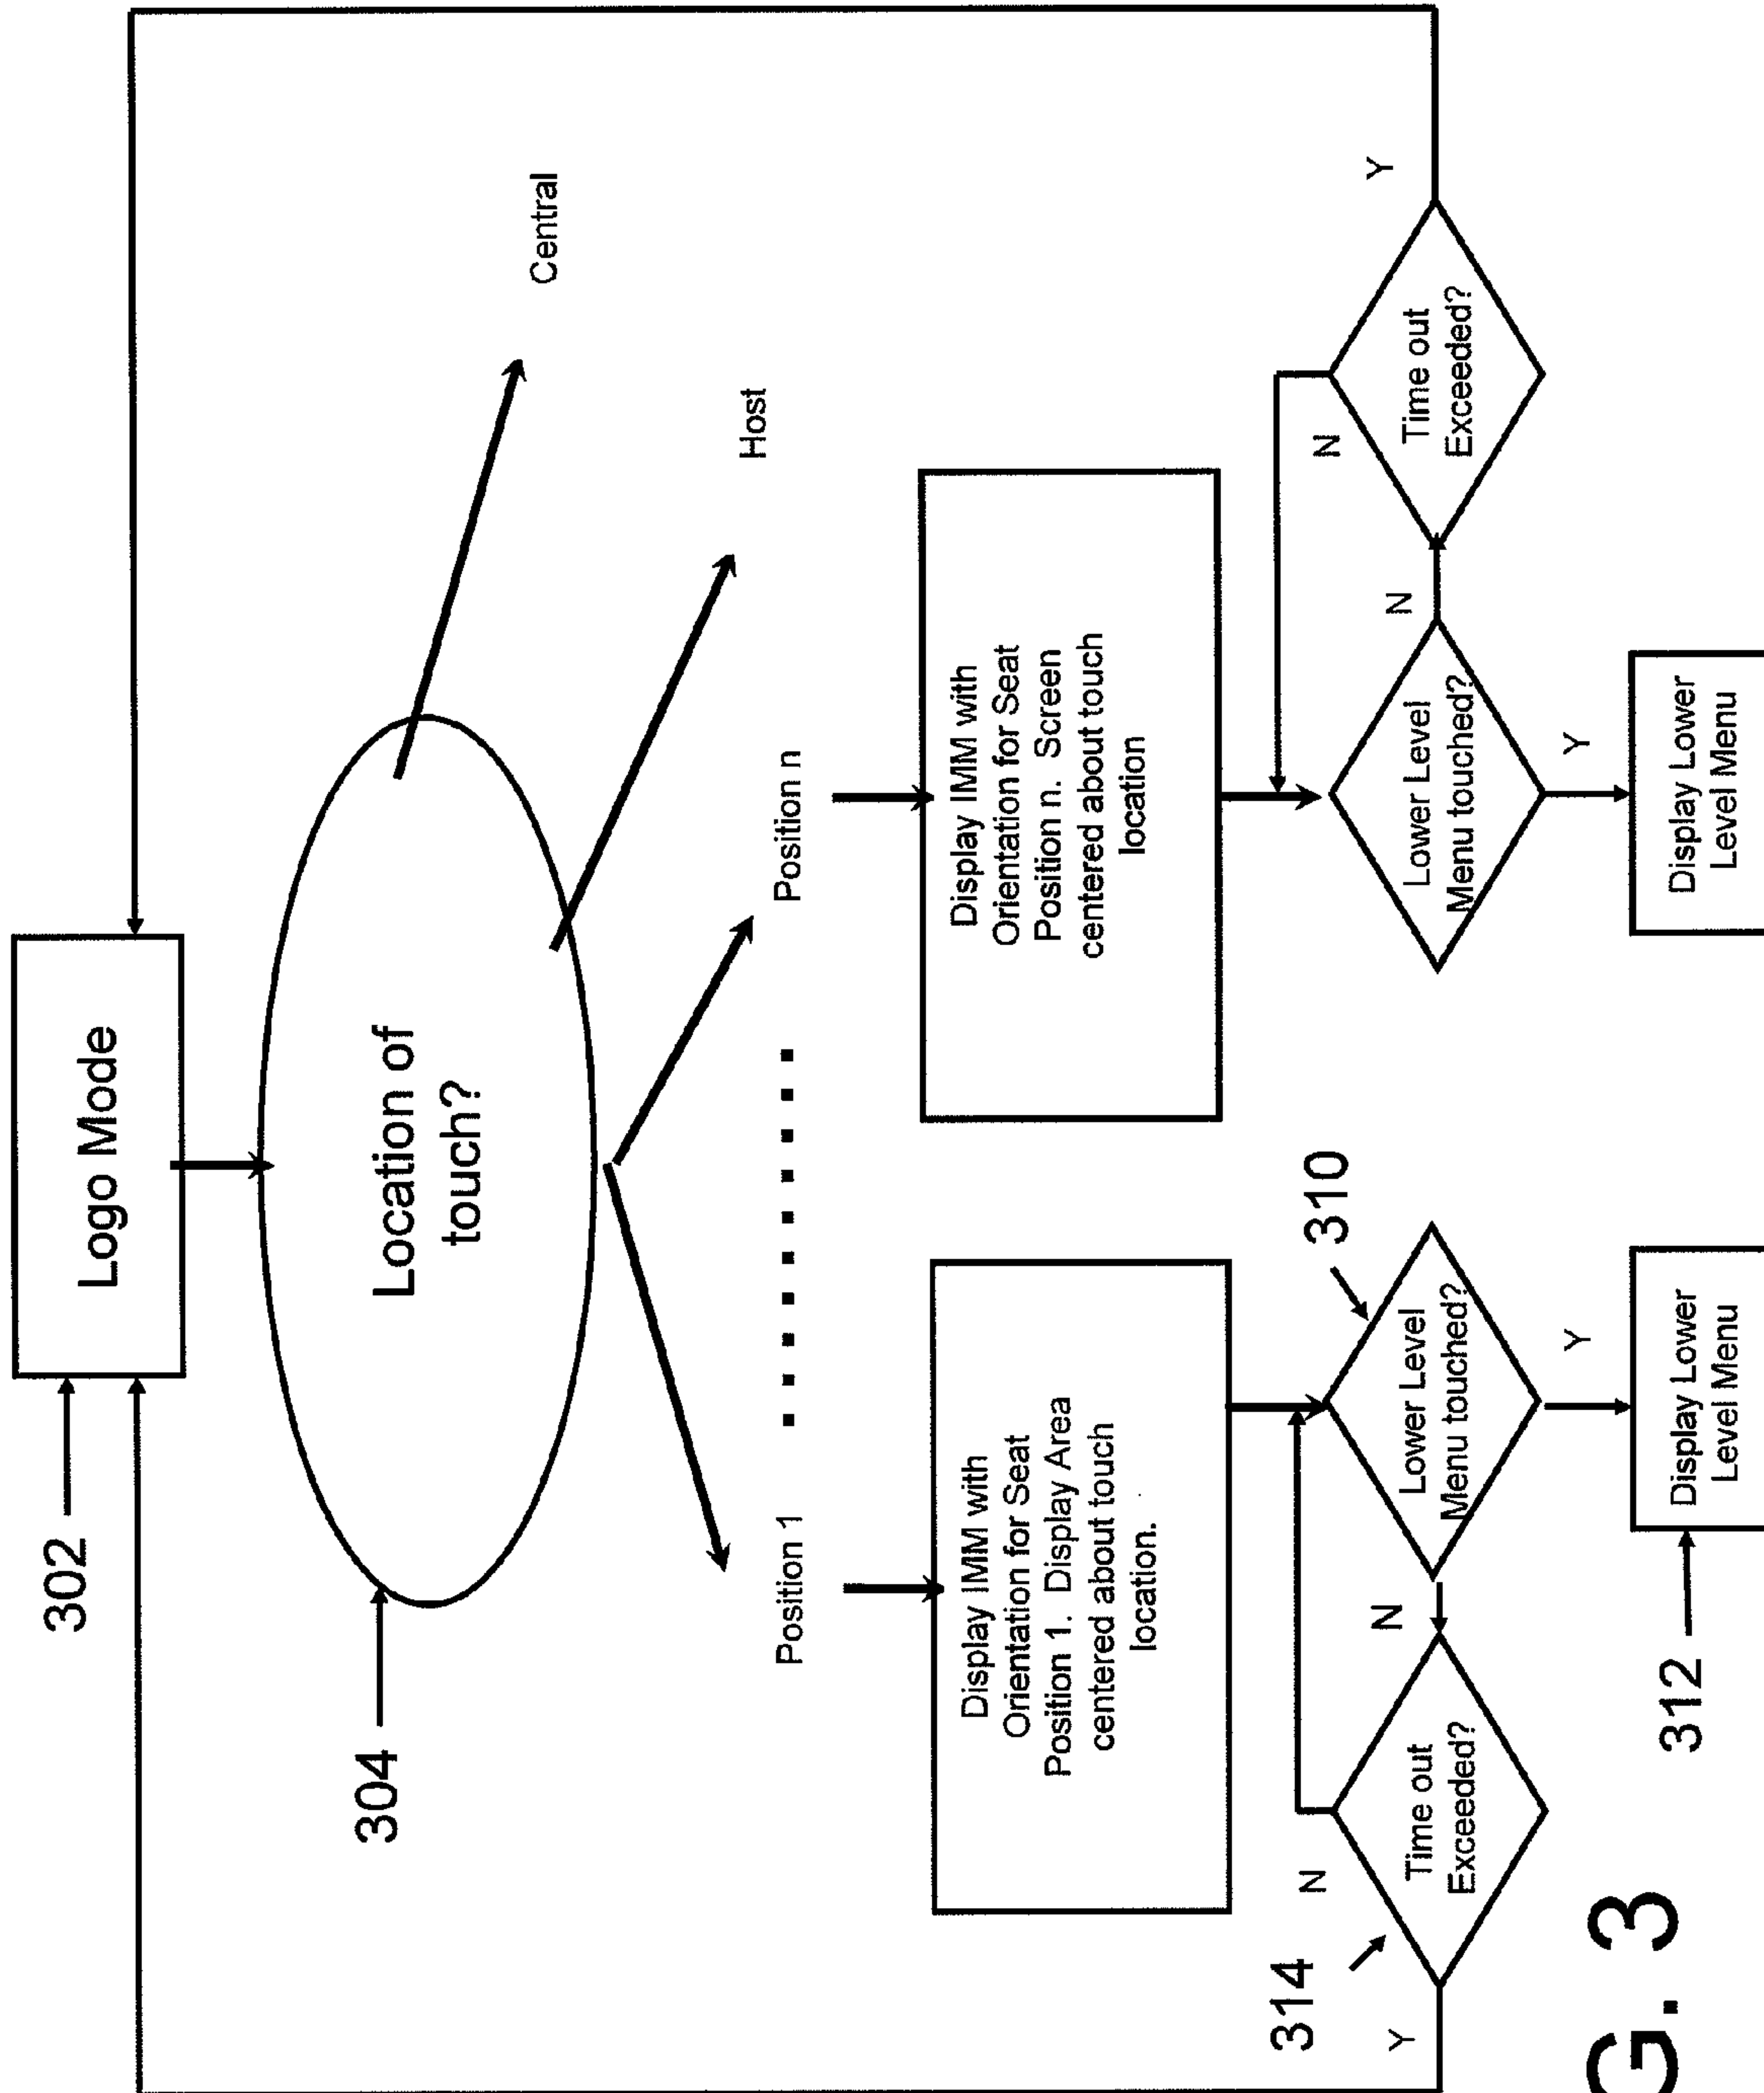 302
Logo Mode
304
Location of
touch?
Central
Host
Position 1
Position n
Display IMM with
Orientation for Seat
Position 1. Display Area
centered about touch
location.
Display IMM with
Orientation for Seat
Position n. Screen
centered about touch
location
314
Y
N
Time out
Exceeded?
N
310
Lower Level
Menu touched?
Y
312
Display Lower
Level Menu
Lower Level
Menu touched?
N
N
Time out
Exceeded?
Y
Y
Display Lower
Level Menu
G. 3